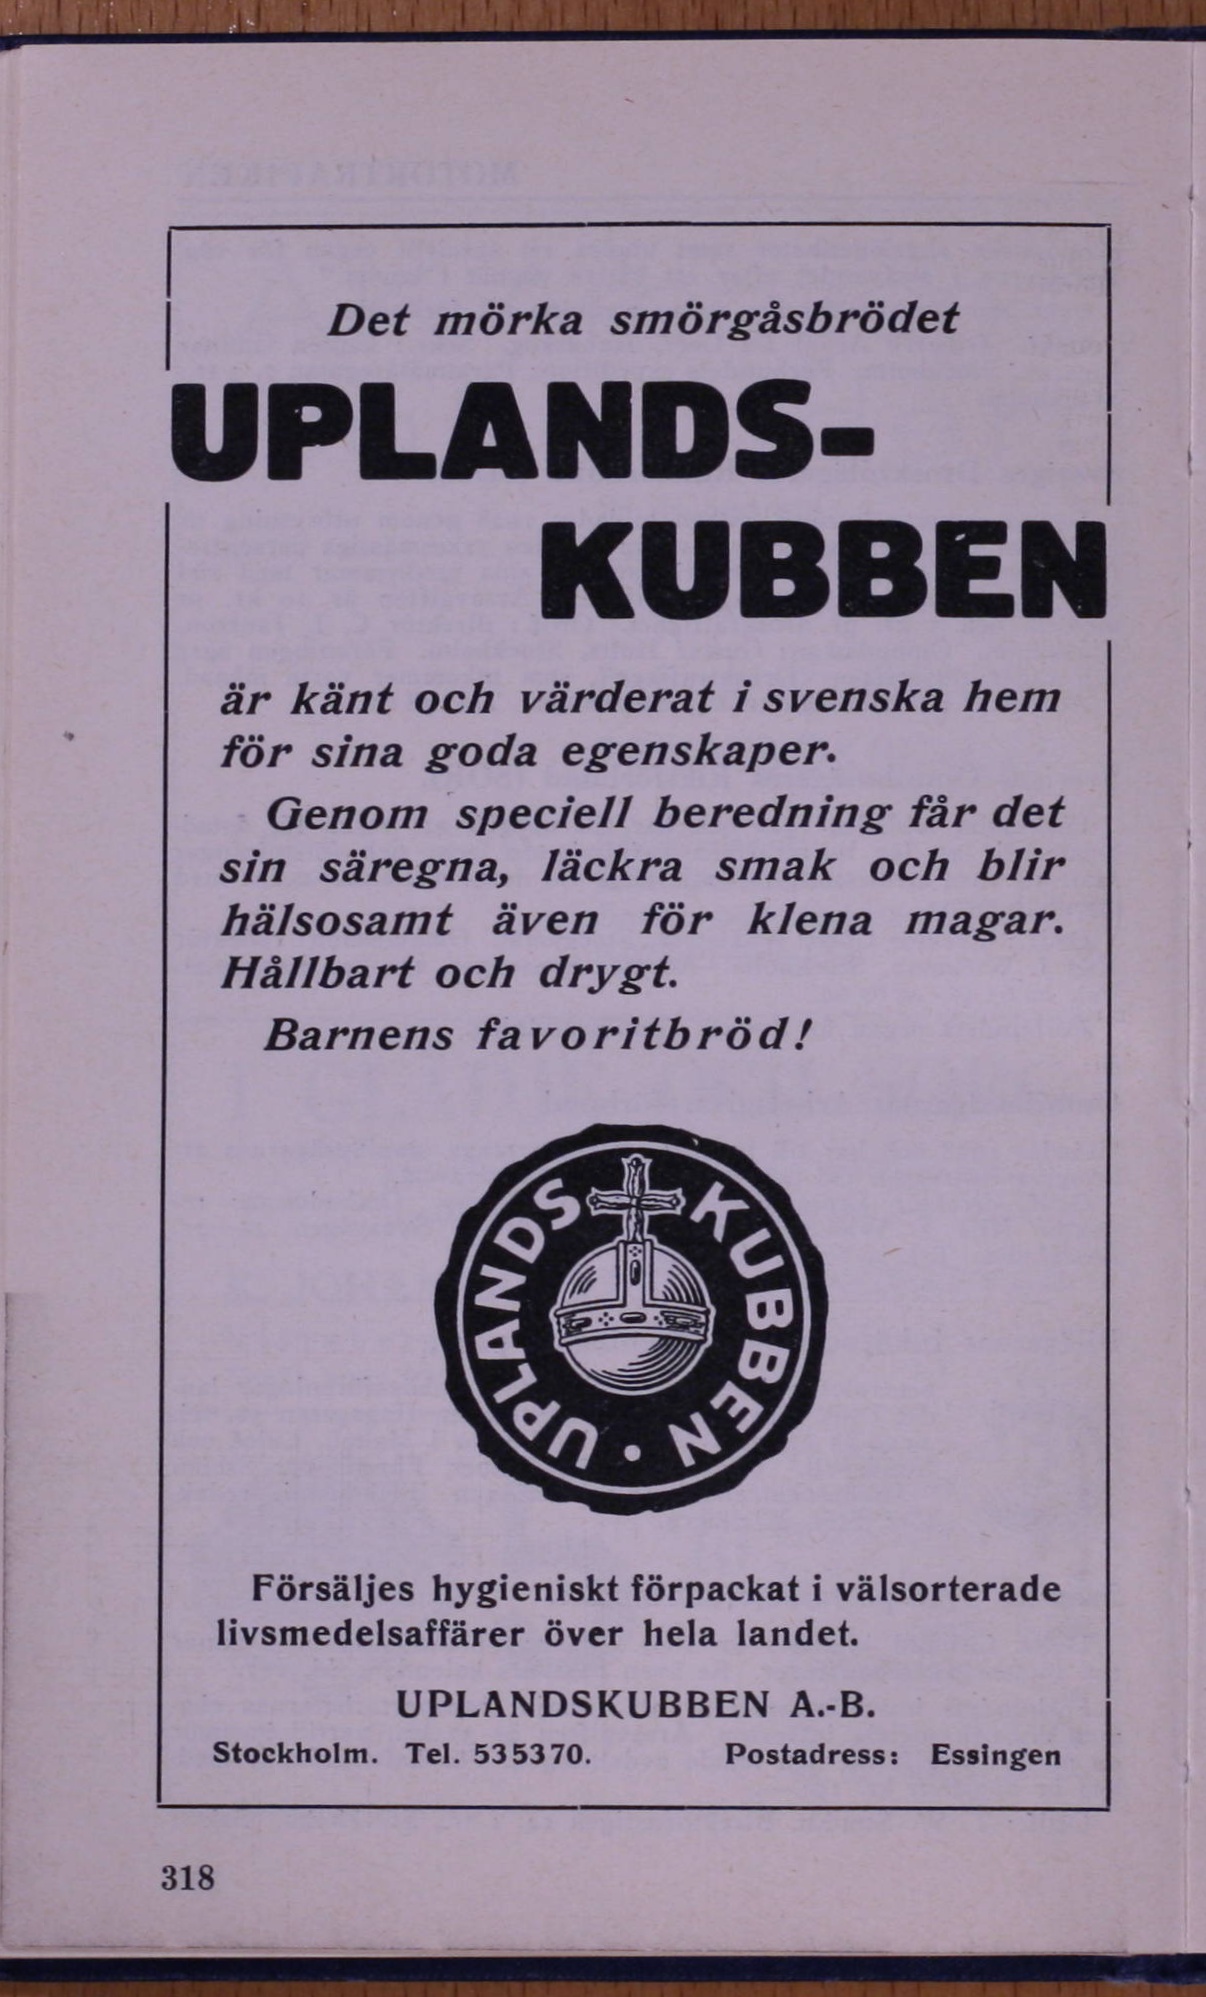 Det mörka smörgåsbrödet
UPLANDS-
KUBBEN
är känt och värderat i svenska hem
för sina goda egenskaper.
Genom speciell beredning får det
sin säregna, läckra smak och blir
hälsosamt även för klena magar.
Hållbart och drygt.
Barnens favoritbröd!
UPLANDS KUBBEN •
Försäljes hygieniskt förpackat i välsorterade
livsmedelsaffärer över hela landet.
UPLANDSKUBBEN A.-B.
Stockholm. Tel. 535370. Postadress: Essingen
318